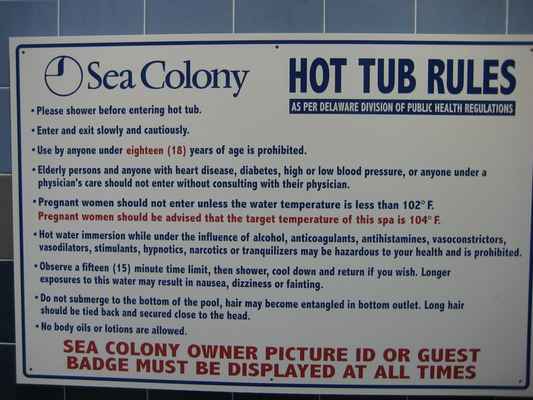 Sea Colony
HOT TUB RULES
AS PER DELAWARE DIVISION OF PUBLIC HEALTH REGULATIONS
• Please shower before entering hot tub.
• Enter and exit slowly and cautiously.
• Use by anyone under eighteen (18) years of age is prohibited.
• Elderly persons and anyone with heart disease, diabetes, high or low blood pressure, or anyone under a
physician's care should not enter without consulting with their physician.
• Pregnant women should not enter unless the water temperature is less than 102° F.
Pregnant women should be advised that the target temperature of this spa is 104° F.
• Hot water immersion while under the influence of alcohol, anticoagulants, antihistamines, vasoconstrictors,
vasodilators, stimulants, hypnotics, narcotics or tranquilizers may be hazardous to your health and is prohibited.
• Observe a fifteen (15) minute time limit, then shower, cool down and return if you wish. Longer
exposures to this water may result in nausea, dizziness or fainting.
• Do not submerge to the bottom of the pool, hair may become entangled in bottom outlet. Long hair
should be tied back and secured close to the head.
• No body oils or lotions are allowed.
SEA COLONY OWNER PICTURE ID OR GUEST
BADGE MUST BE DISPLAYED AT ALL TIMES